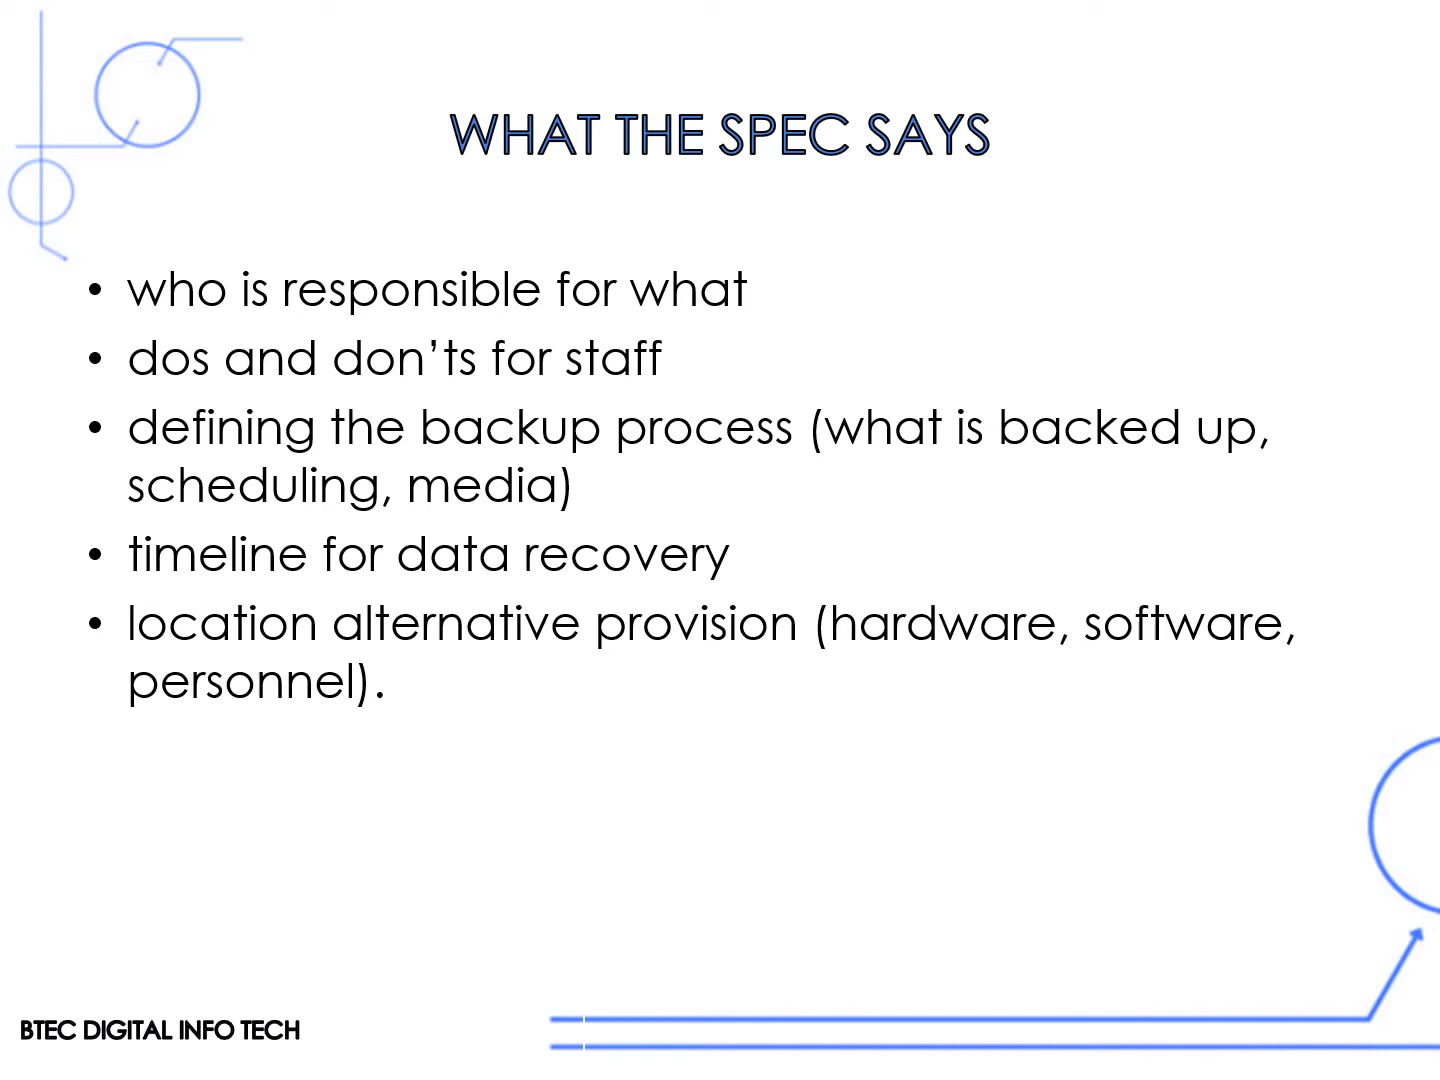 WHAT THE SPEC SAYS
• who is responsible for what
• dos and don’ts for staff
• defining the backup process (what is backed up,
scheduling, media)
• timeline for data recovery
• location alternative provision (hardware, software,
personnel).
BTEC DIGITAL INFO TECH